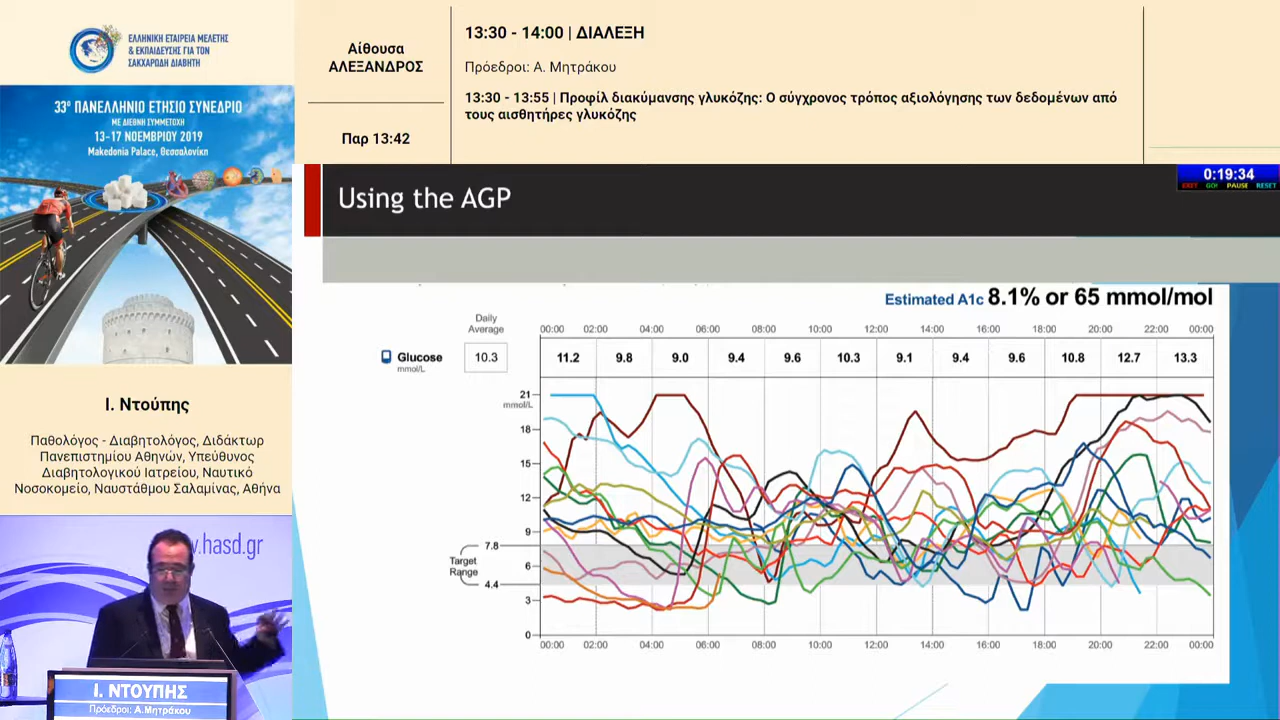 ΕΛΛΗΝΙΚΗ ΕΤΑΙΡΕΙΑ ΜΕΛΕΤΗΣ
& ΕΚΠΑΙΔΕΥΣΗΣ ΓΙΑ ΤΟΝ
ΣΑΚΧΑΡΩΔΗ ΔΙΑΒΗΤΗ
33ο ΠΑΝΕΛΛΗΝΙΟ ΕΤΗΣΙΟ ΣΥΝΕΔΡΙΟ
ΜΕ ΔΙΕΘΝΗ ΣΥΜΜΕΤΟΧΗ
13-17 ΝΟΕΜΒΡΙΟΥ 2019
Makedonia Palace, Θεσσαλονίκη
Αίθουσα
ΑΛΕΞΑΝΔΡΟΣ
Παρ 13:42
13:30 - 14:00 | ΔΙΑΛΕΞΗ
Πρόεδροι: Α. Μητράκου
13:30 - 13:55 | Προφίλ διακύμανσης γλυκόζης: Ο σύγχρονος τρόπος αξιολόγησης των δεδομένων από
τους αισθητήρες γλυκόζης
0:19:34
EXIT GO! PAUSE RESET
Using the AGP
Estimated A1c 8.1% or 65 mmol/mol
Daily
Average
00:00 02:00 04:00 06:00 08:00 10:00 12:00 14:00 16:00 18:00 20:00 22:00 00:00
Glucose 10.3 11.2 9.8 9.0 9.4 9.6 10.3 9.1 9.4 9.6 10.8 12.7 13.3
mmol/L
21
mmol/L
18
15
12
9
7.8
Target
Range
6
4.4
3
0
00:00 02:00 04:00 06:00 08:00 10:00 12:00 14:00 16:00 18:00 20:00 22:00 00:00
Ι. Ντούπης
Παθολόγος - Διαβητολόγος, Διδάκτωρ
Πανεπιστημίου Αθηνών, Υπεύθυνος
Διαβητολογικού Ιατρείου, Ναυτικό
Νοσοκομείο, Ναυστάθμου Σαλαμίνας, Αθήνα
w.hasd.gr
Ι. ΝΤΟΥΠΗΣ
Πρόεδροι: Α.Μητράκου